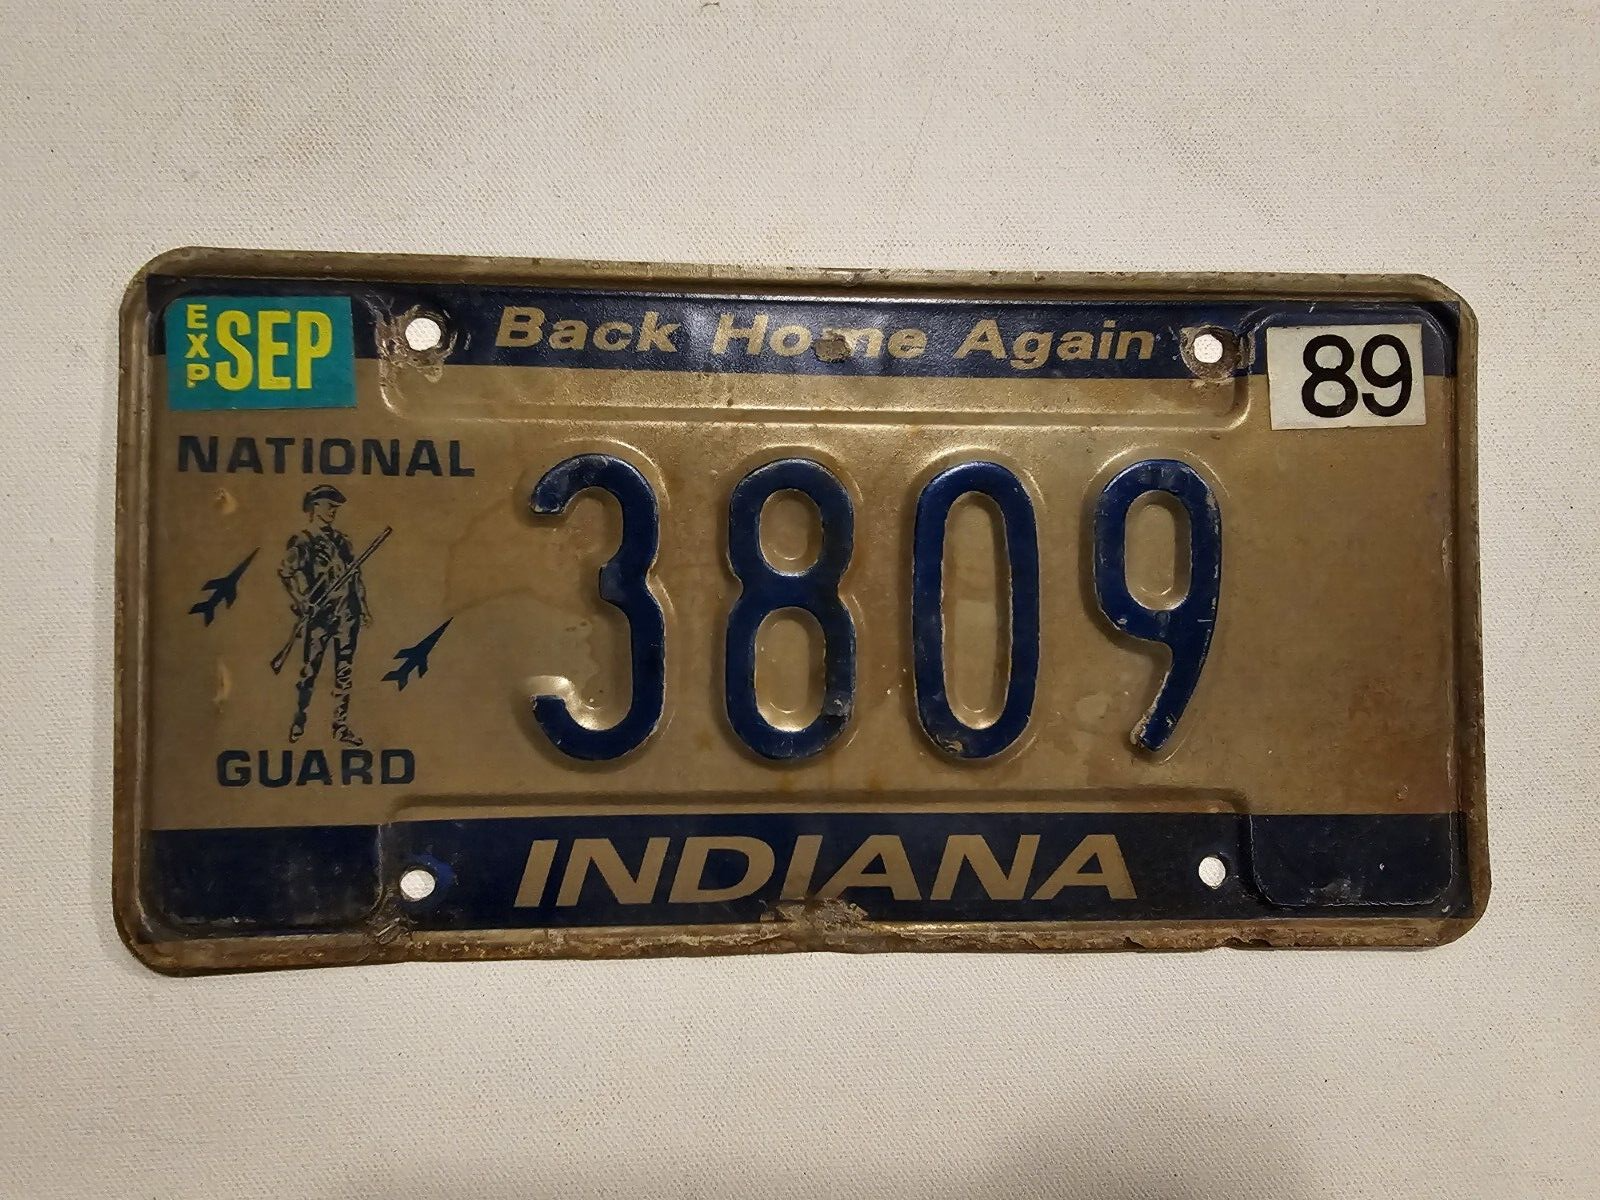 EXP SEP
Back Home Again
89
NATIONAL
3809
GUARD
INDIANA